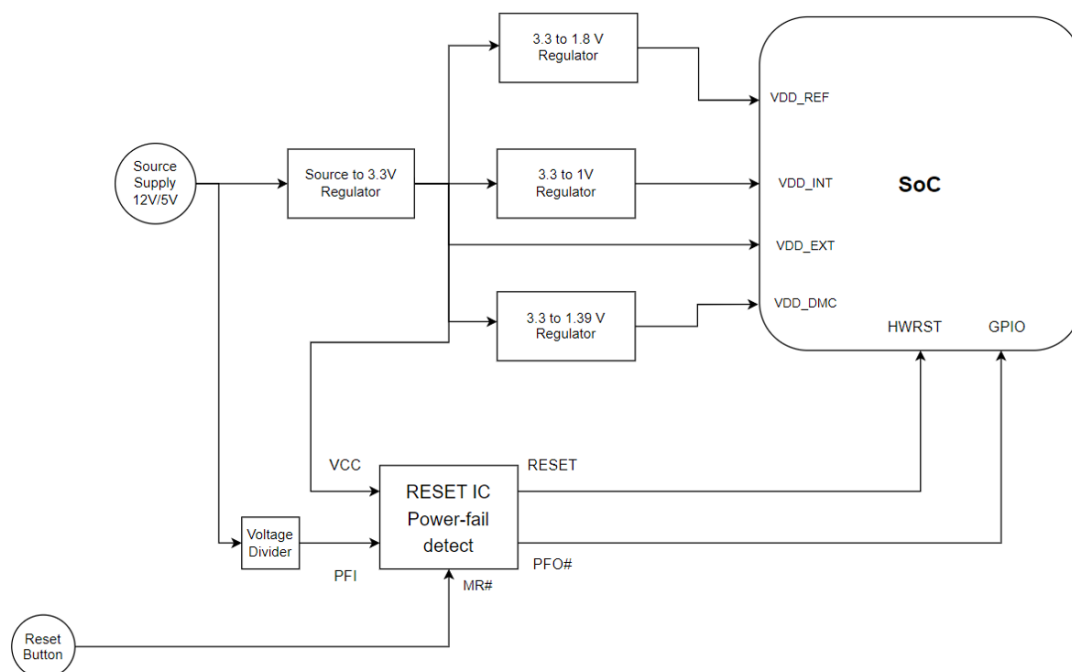 3.3 to 1.8 V
Regulator
VDD_REF
Source
Supply
12V/5V
Source to 3.3V
Regulator
3.3 to 1V
Regulator
VDD_INT
SoC
VDD_EXT
3.3 to 1.39 V
Regulator
VDD_DMC
HWRST
GPIO
VCC
RESET
RESET IC
Power-fail
detect
Voltage
Divider
PFI
MR#
PFO#
Reset
Button